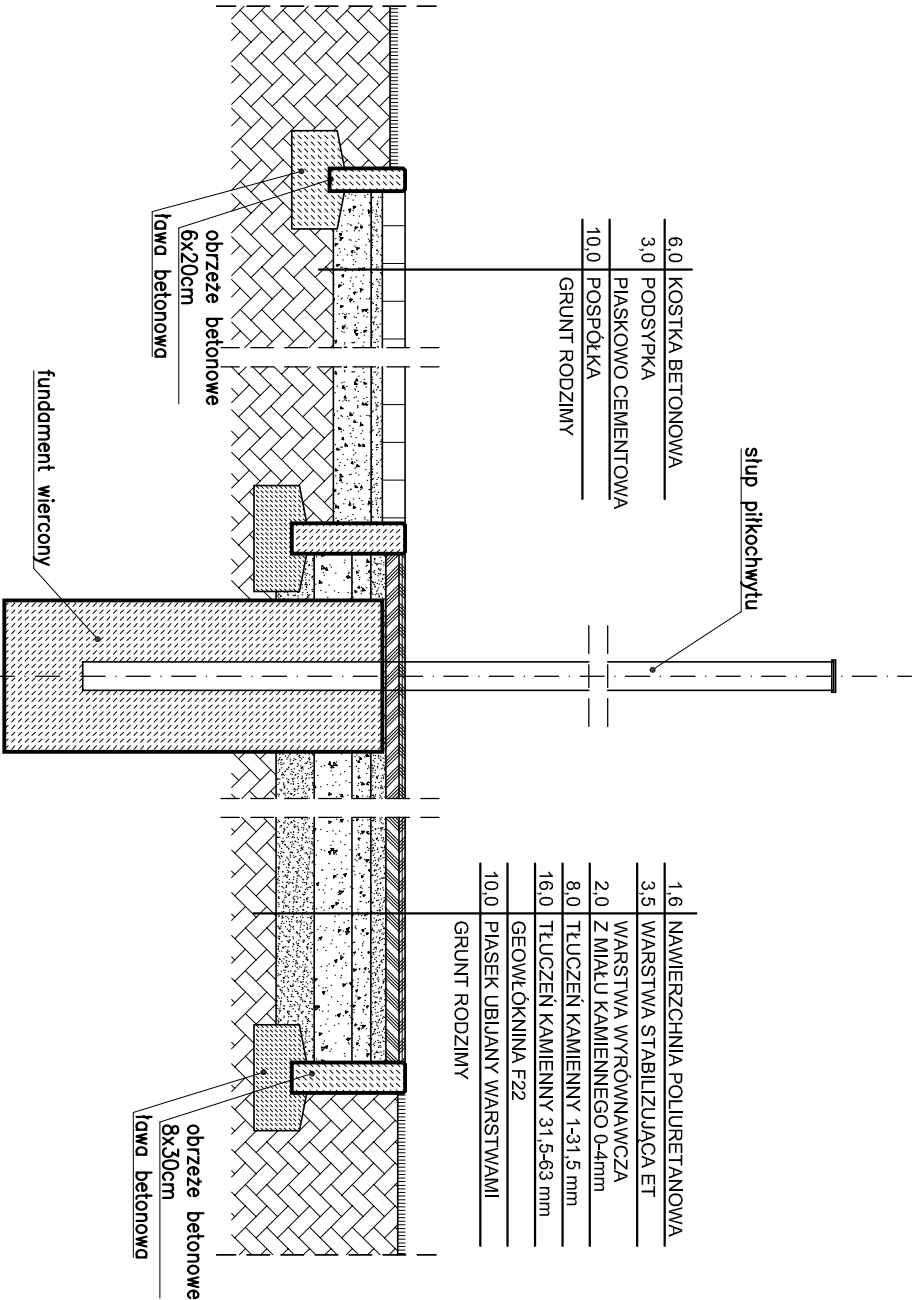 słup piłkochwytu
6,0 KOSTKA BETONOWA
3,0 PODSYPKA
PIASKOWO CEMENTOWA
10,0 POSPÓŁKA
GRUNT RODZIMY
1,6 NAWIERZCHNIA POLIURETANOWA
3,5 WARSTWA STABILIZUJĄCA ET
WARSTWA WYRÓWNAWCZA
2,0 Z MIAŁU KAMIENNEGO 0-4mm
8,0 TŁUCZEŃ KAMIENNY 1-31,5 mm
16,0 TŁUCZEŃ KAMIENNY 31,5-63 mm
GEOWŁÓKNINA F22
10,0 PIASEK UBIJANY WARSTWAMI
GRUNT RODZIMY
obrzeże betonowe
6x20cm
ława betonowa
fundament wiercony
obrzeże betonowe
8x30cm
ława betonowa